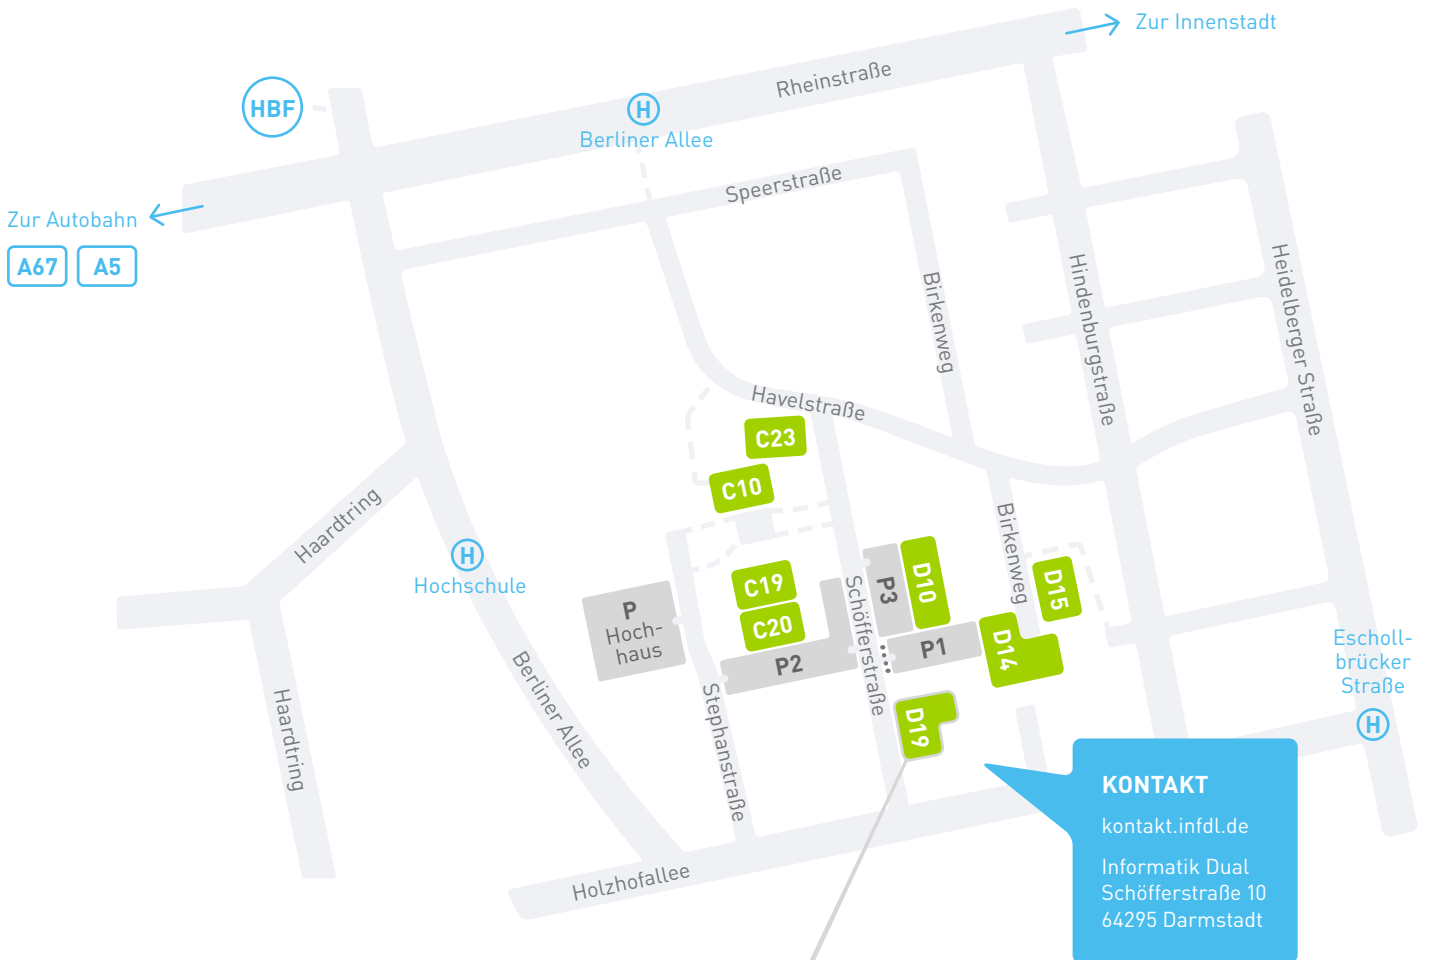 Zur Innenstadt
Rheinstraße
HBF
H
Berliner Allee
Speerstraße
Zur Autobahn
A67
A5
Birkenweg
Hindenburgstraße
Heidelberger Straße
Havelstraße
C23
C10
Haardtring
Birkenweg
H
Hochschule
C19
C20
P3
D10
D15
Schöfferstraße
P
Hoch-
haus
P2
P1
D14
Escholl-
brücker
Straße
H
Haardtring
Berliner Allee
Stephanstraße
D19
Holzhofallee
KONTAKT
kontakt.infdl.de
Informatik Dual
Schöfferstraße 10
64295 Darmstadt